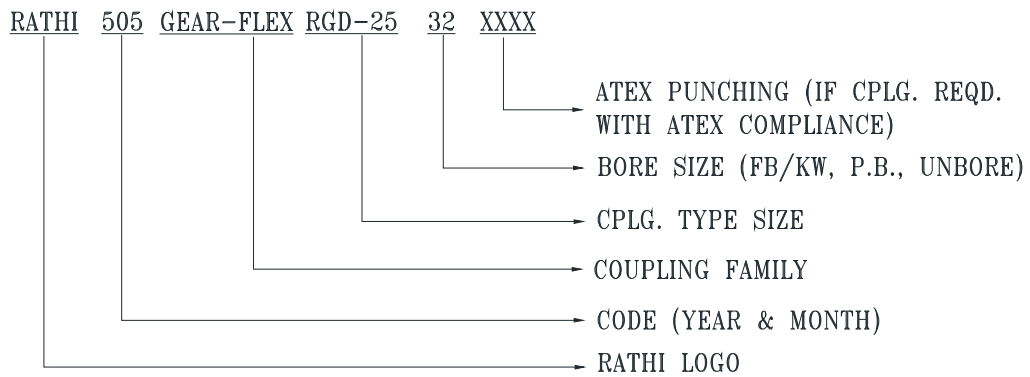 RATHI 505 GEAR-FLEX RGD-25 32 XXXX
ATEX PUNCHING (IF CPLG. REQD.
WITH ATEX COMPLIANCE)
BORE SIZE (FB/KW, P.B., UNBORE)
CPLG. TYPE SIZE
COUPLING FAMILY
CODE (YEAR & MONTH)
RATHI LOGO